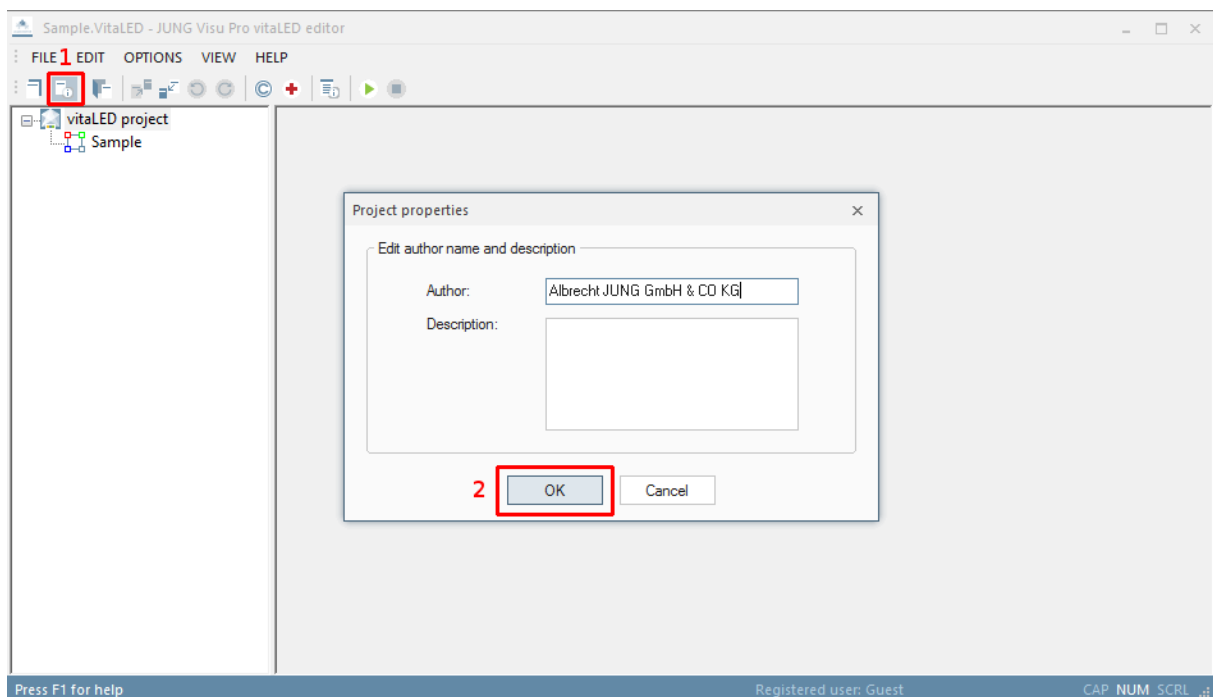 Sample.VitaLED - JUNG Visu Pro vitaLED editor
FILE 1 EDIT OPTIONS VIEW HELP
vitaLED project
Sample
Project properties
Edit author name and description
Author: Albrecht JUNG GmbH & CO KG
Description:
2 OK Cancel
Press F1 for help Registered user: Guest CAP NUM SCRL